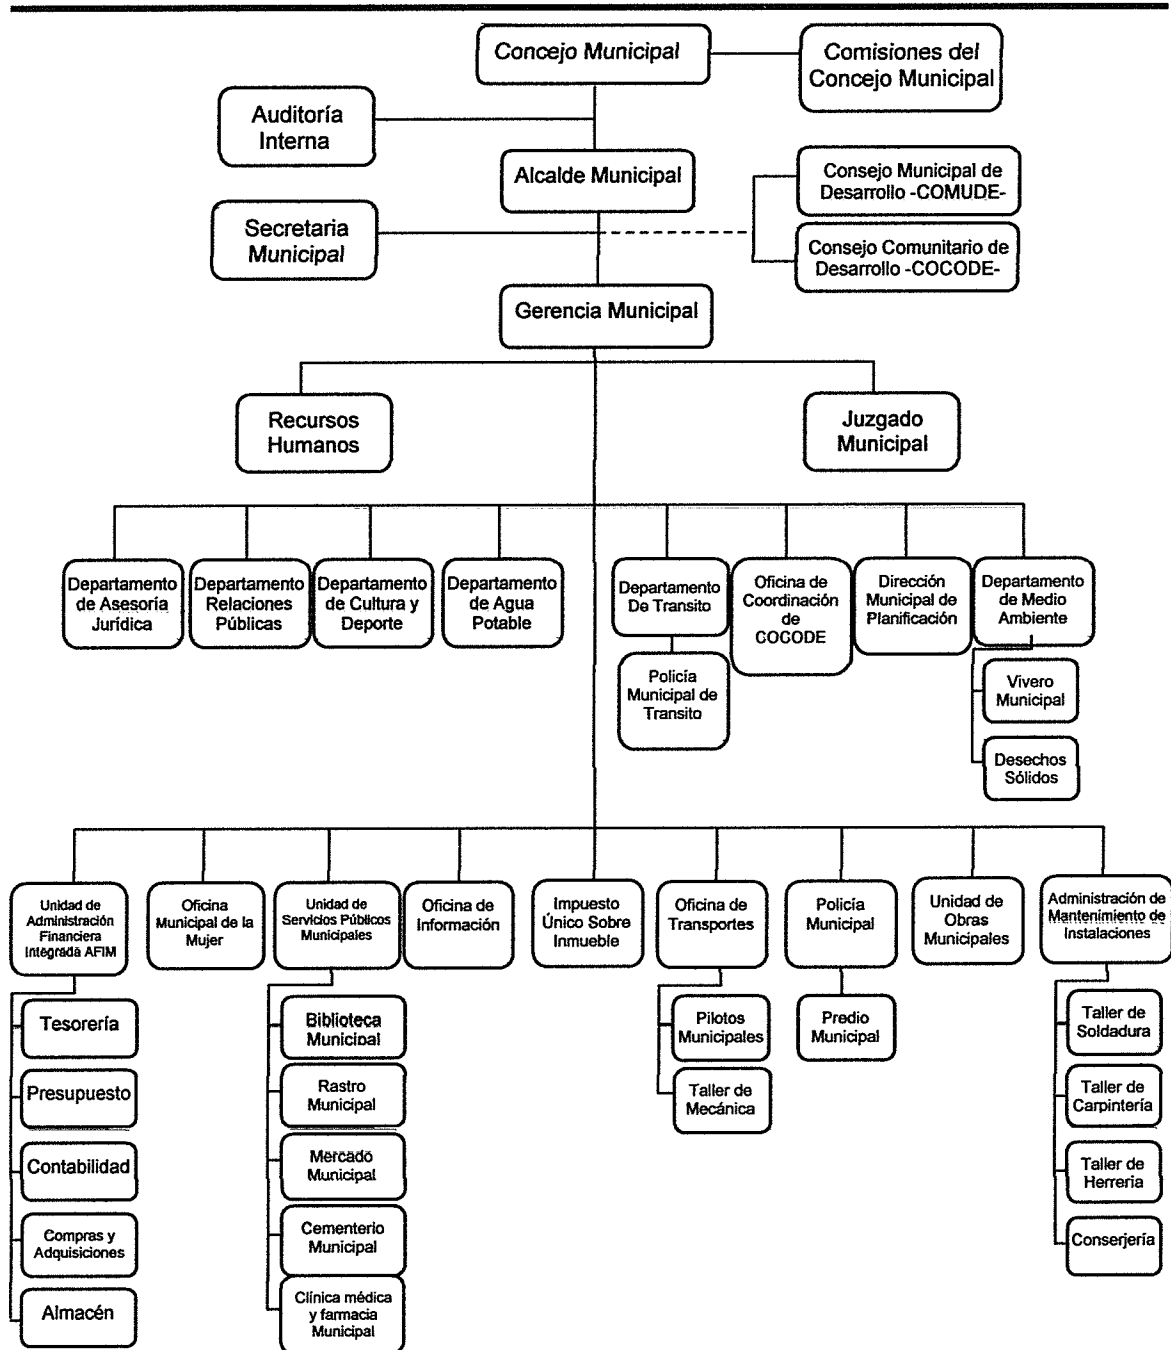 Concejo Municipal
Comisiones del
Concejo Municipal
Auditoría
Interna
Alcalde Municipal
Consejo Municipal de
Desarrollo -COMUDE-
Secretaria
Municipal
Consejo Comunitario de
Desarrollo -COCODE-
Gerencia Municipal
Recursos
Humanos
Juzgado
Municipal
Departamento
de Asesoría
Jurídica
Departamento
Relaciones
Públicas
Departamento
de Cultura y
Deporte
Departamento
de Agua
Potable
Departamento
De Transito
Oficina de
Coordinación
de
COCODE
Dirección
Municipal de
Planificación
Departamento
de Medio
Ambiente
Policía
Municipal de
Transito
Vivero
Municipal
Desechos
Sólidos
Unidad de
Administración
Financiera
Integrada AFIM
Oficina
Municipal de la
Mujer
Unidad de
Servicios Públicos
Municipales
Oficina de
Información
Impuesto
Único Sobre
Inmueble
Oficina de
Transportes
Policía
Municipal
Unidad de
Obras
Municipales
Administración de
Mantenimiento de
Instalaciones
Tesorería
Presupuesto
Contabilidad
Compras y
Adquisiciones
Almacén
Biblioteca
Municipal
Rastro
Municipal
Mercado
Municipal
Cementerio
Municipal
Clínica médica
y farmacia
Municipal
Pilotos
Municipales
Taller de
Mecánica
Predio
Municipal
Taller de
Soldadura
Taller de
Carpintería
Taller de
Herreria
Conserjería